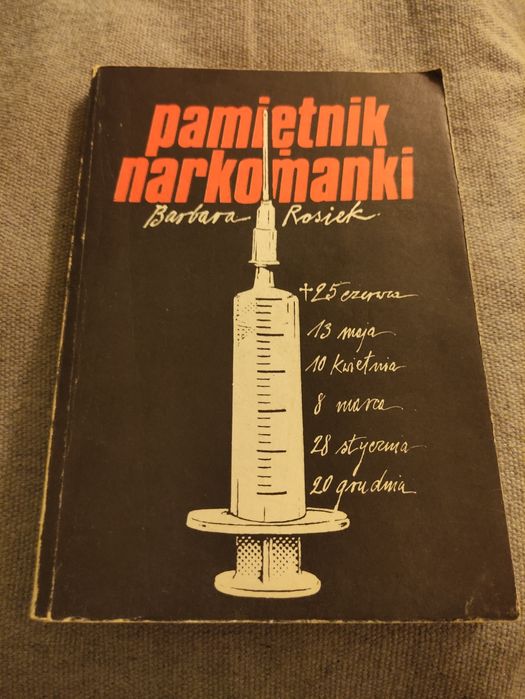 pamiętnik
narkomanki
Barbara Rosiek
†25 czerwca
13 maja
10 kwietnia
8 marca
28 stycznia
20 grudnia